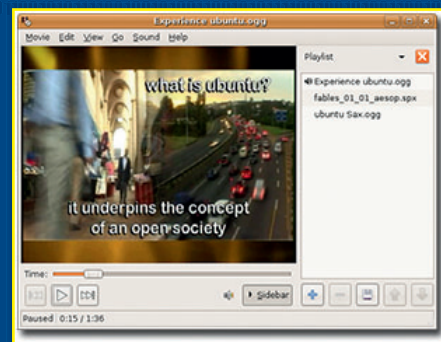 Experience ubuntu.ogg
Movie Edit View Go Sound Help
what is ubuntu?
it underpins the concept
of an open society
Playlist
Experience ubuntu.ogg
fables_01_01_aesop.spx
ubuntu Sax.ogg
Time:
Sidebar
Paused 0:15 / 1:36